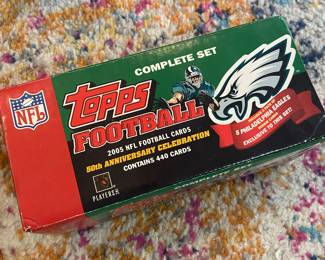 COMPLETE SET
NFL
Topps
FOOTBALL
2005 NFL FOOTBALL CARDS
50th ANNIVERSARY CELEBRATION
CONTAINS 440 CARDS
PLAYERS
5 PHILADELPHIA EAGLES
EXCLUSIVE TO THIS SET!